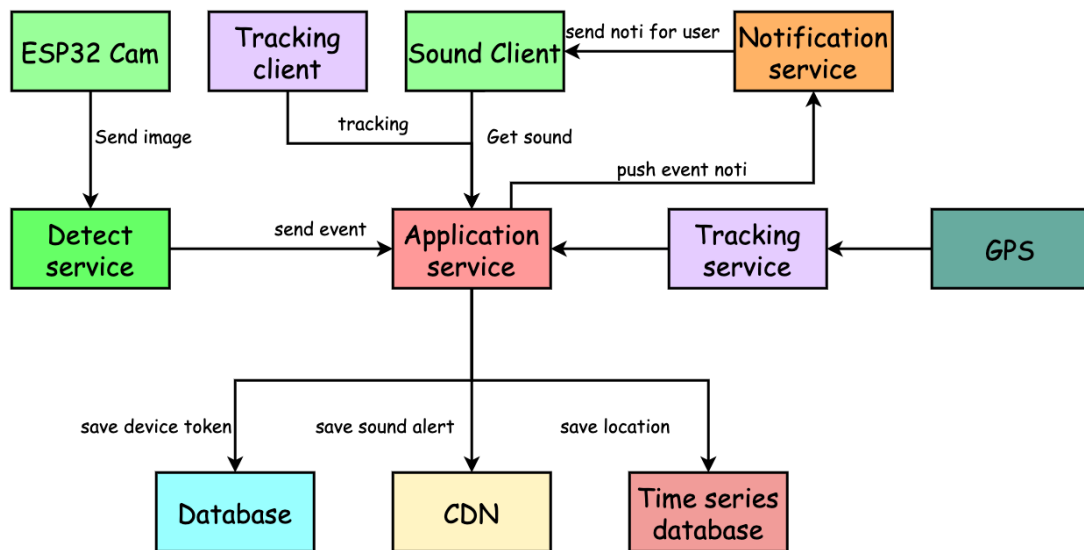 ESP32 Cam
Tracking
client
Sound Client
send noti for user
Notification
service
Send image
tracking
Get sound
push event noti
Detect
service
send event
Application
service
Tracking
service
GPS
save device token
save sound alert
save location
Database
CDN
Time series
database